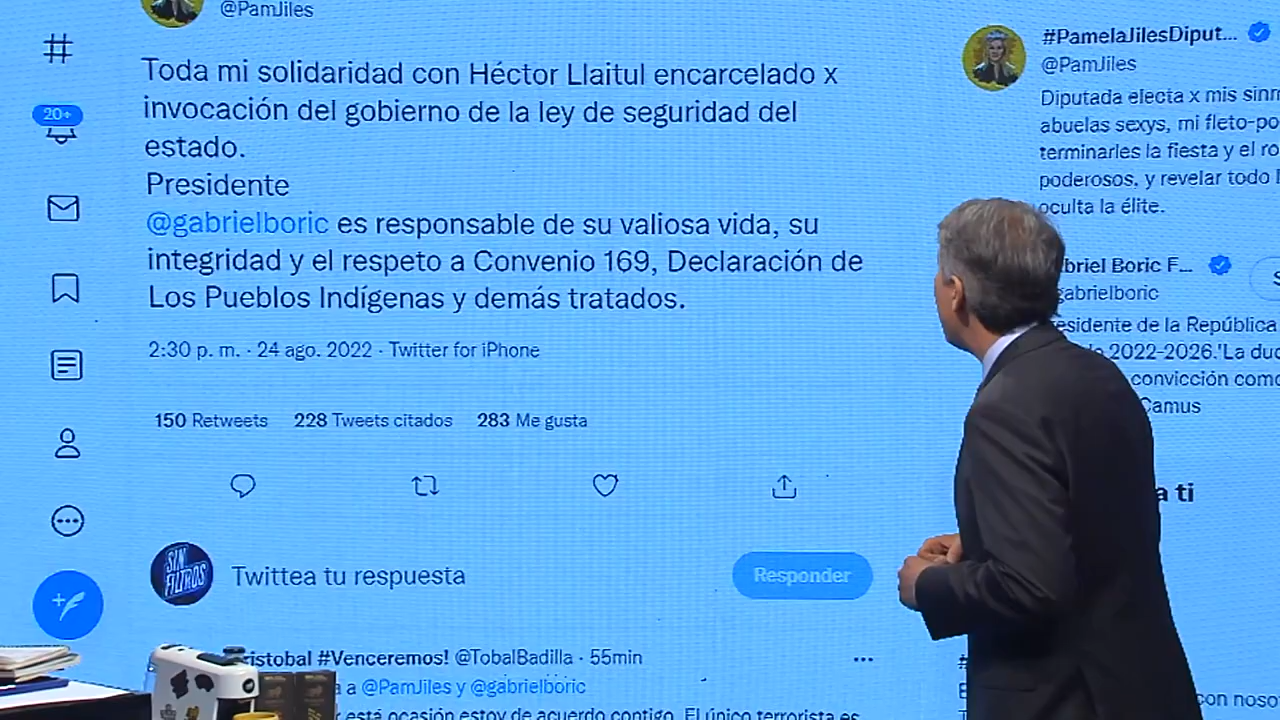 @PamJiles
Toda mi solidaridad con Héctor Llaitul encarcelado x
invocación del gobierno de la ley de seguridad del
estado.
Presidente
@gabrielboric es responsable de su valiosa vida, su
integridad y el respeto a Convenio 169, Declaración de
Los Pueblos Indígenas y demás tratados.
2:30 p. m. · 24 ago. 2022 · Twitter for iPhone
150 Retweets 228 Tweets citados 283 Me gusta
20+
SIN
FILTROS
Twittea tu respuesta
Responder
#Venceremos! @TobalBadilla · 55min
a @PamJiles y @gabrielboric
está ocasión estoy de acuerdo contigo. El único terrorista es
#PamelaJilesDiput...
@PamJiles
Diputada electa x mis
abuelas sexys, mi
terminarles la fiesta y el
poderosos, y revelar todo
oculta la élite.
Boric F...
gabrielboric
de la República
2022-2026.'La
convicción
Camus
ti
con